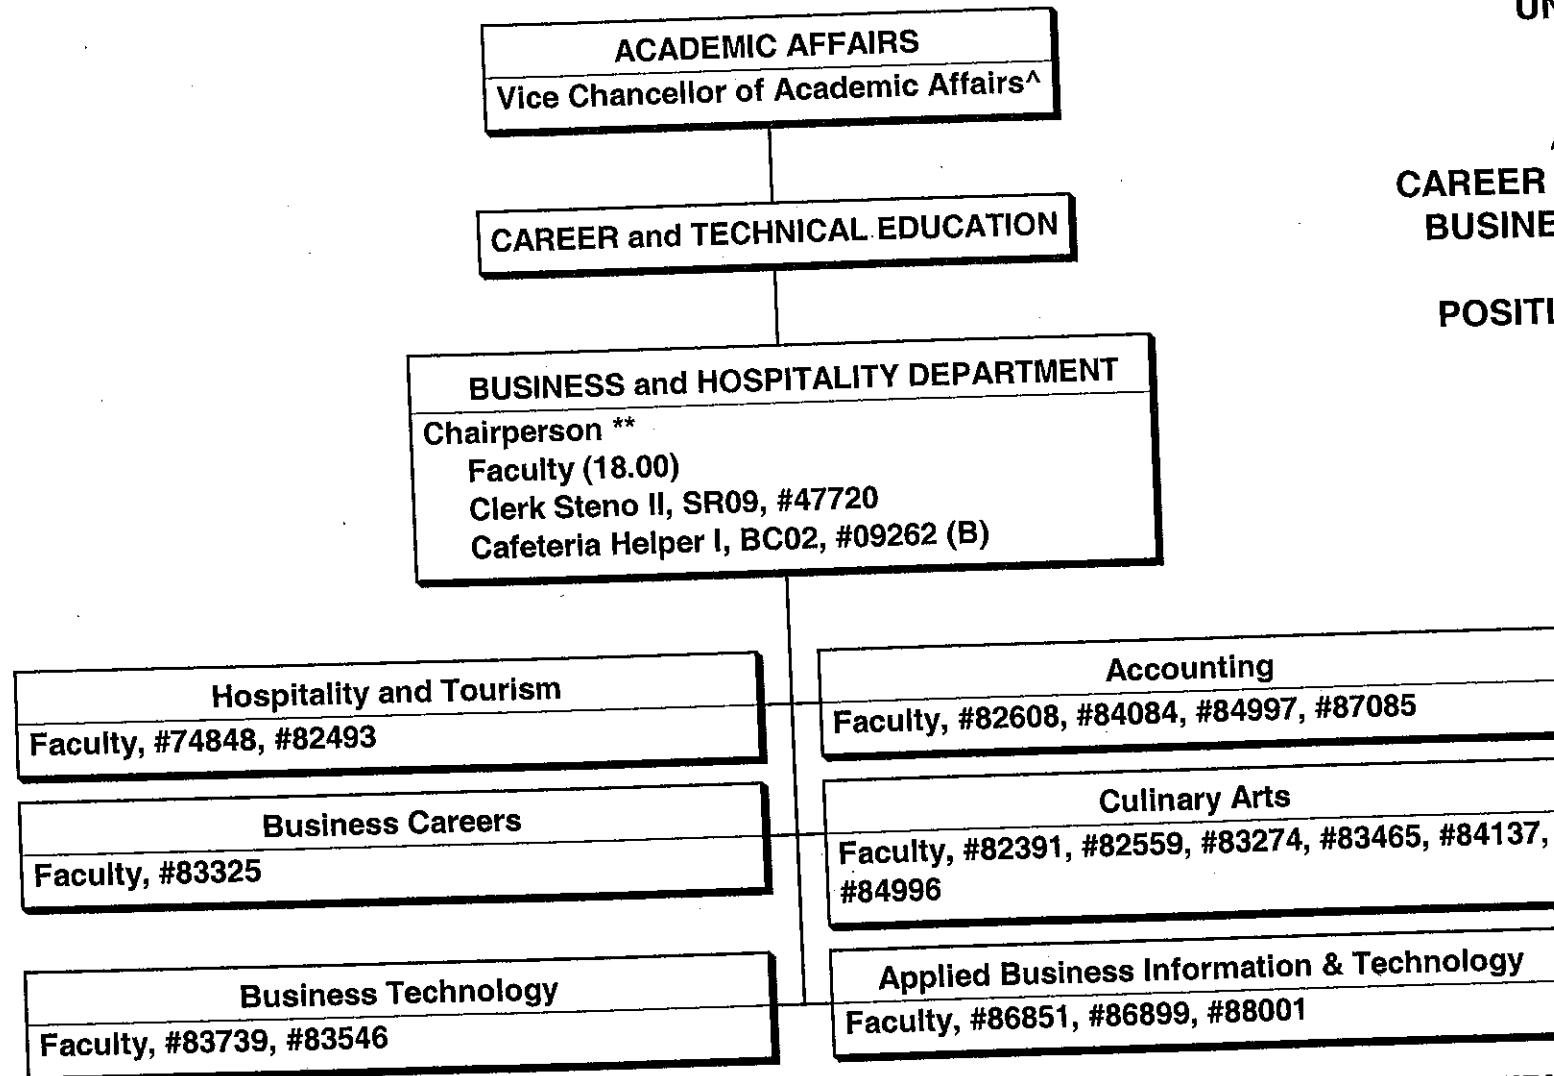 ACADEMIC AFFAIRS
Vice Chancellor of Academic Affairs^
CAREER and TECHNICAL EDUCATION
CAREER
BUSINE
POSITI
BUSINESS and HOSPITALITY DEPARTMENT
Chairperson **
Faculty (18.00)
Clerk Steno II, SR09, #47720
Cafeteria Helper I, BC02, #09262 (B)
Hospitality and Tourism
Faculty, #74848, #82493
Accounting
Faculty, #82608, #84084, #84997, #87085
Business Careers
Faculty, #83325
Culinary Arts
Faculty, #82391, #82559, #83274, #83465, #84137,
#84996
Business Technology
Faculty, #83739, #83546
Applied Business Information & Technology
Faculty, #86851, #86899, #88001